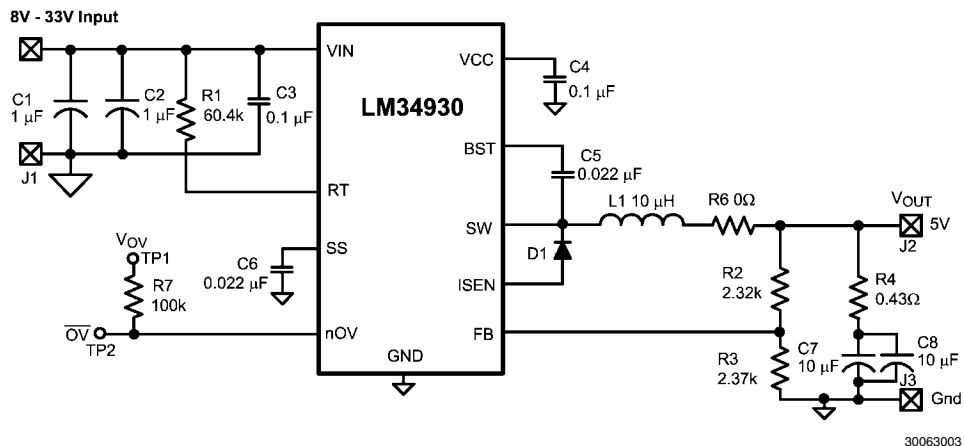 8V - 33V Input
VIN
VCC
C4
0.1 µF
C1
1 µF
C2
1 µF
R1
60.4k
C3
0.1 µF
LM34930
J1
BST
C5
0.022 µF
RT
L1 10 µH
R6 0Ω
VOUT
5V
J2
SW
VOV
TP1
SS
C6
0.022 µF
D1
ISEN
R2
2.32k
R4
0.43Ω
R7
100k
OV
TP2
nOV
FB
GND
R3
2.37k
C7
10 µF
C8
10 µF
J3
Gnd
30063003